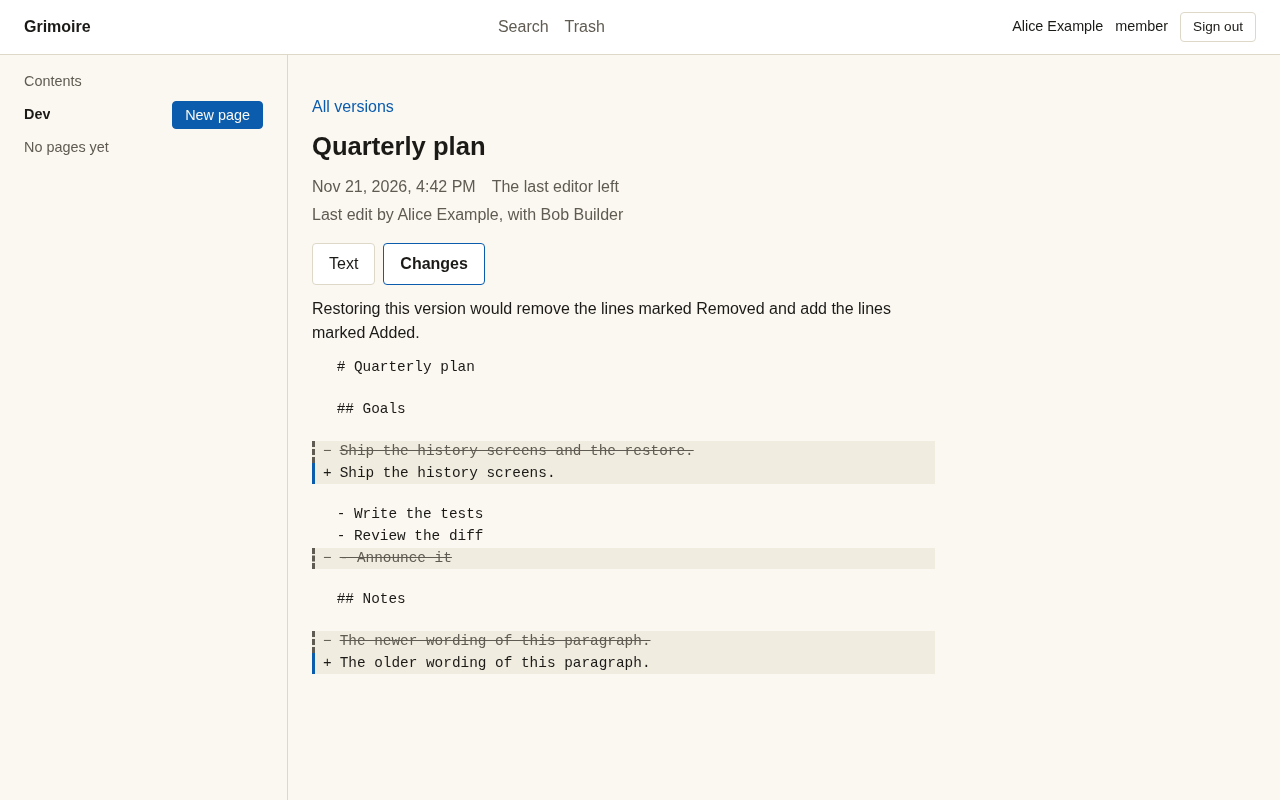 Grimoire
Search Trash
Alice Example member Sign out
Contents
Dev New page
No pages yet
All versions
Quarterly plan
Nov 21, 2026, 4:42 PM The last editor left
Last edit by Alice Example, with Bob Builder
Text Changes
Restoring this version would remove the lines marked Removed and add the lines
marked Added.
# Quarterly plan
## Goals
− Ship the history screens and the restore.
+ Ship the history screens.
- Write the tests
- Review the diff
− - Announce it
## Notes
− The newer wording of this paragraph.
+ The older wording of this paragraph.